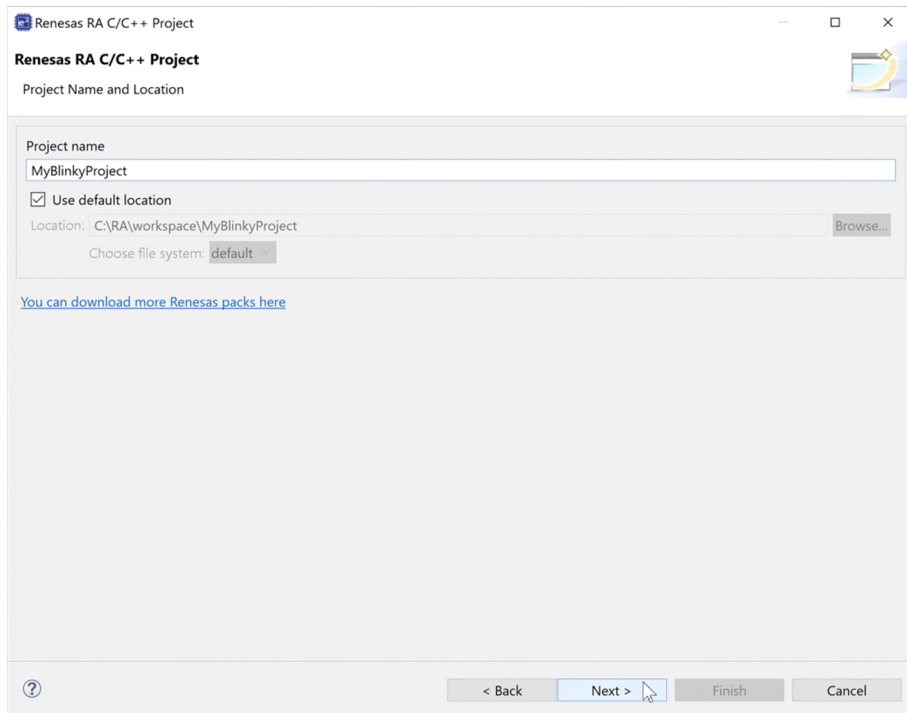 Renesas RA C/C++ Project
Renesas RA C/C++ Project
Project Name and Location
Project name
MyBlinkyProject
Use default location
Location: C:\RA\workspace\MyBlinkyProject Browse...
Choose file system: default
You can download more Renesas packs here
? < Back Next > Finish Cancel